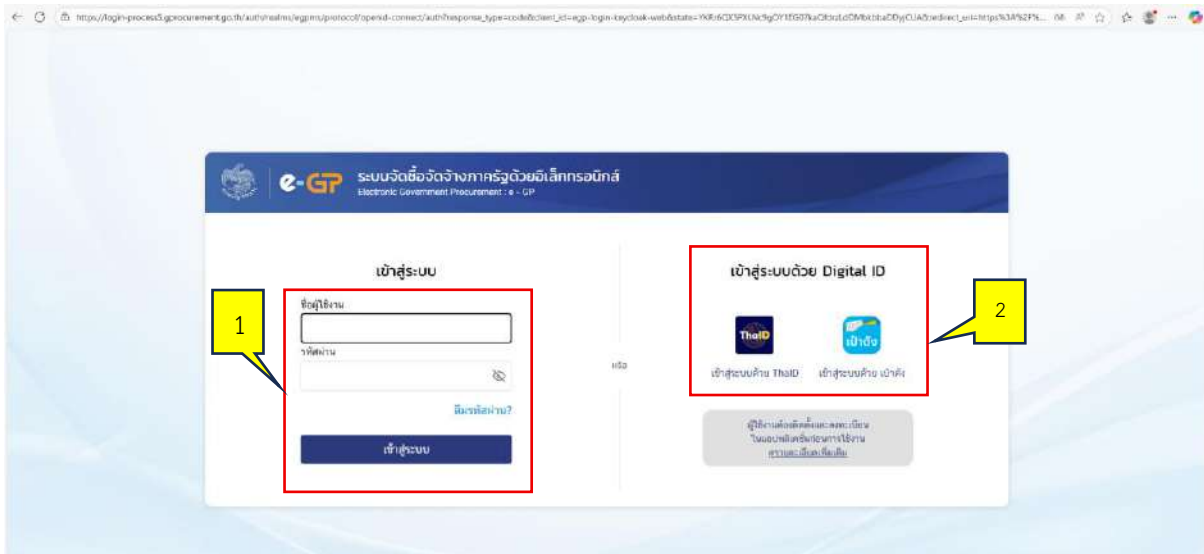 e-GP
ระบบจัดซื้อจัดจ้างภาครัฐด้วยอิเล็กทรอนิกส์
Electronic Government Procurement : e - GP
เข้าสู่ระบบ
ชื่อผู้ใช้งาน
รหัสผ่าน
ลืมรหัสผ่าน?
เข้าสู่ระบบ
1
หรือ
เข้าสู่ระบบด้วย Digital ID
ThaID
เป๋าตัง
เข้าสู่ระบบด้วย ThaID
เข้าสู่ระบบด้วย เป๋าตัง
2
ผู้ใช้งานต้องติดตั้งและลงทะเบียน
ในแอปพลิเคชันก่อนการใช้งาน
ดูรายละเอียดเพิ่มเติม